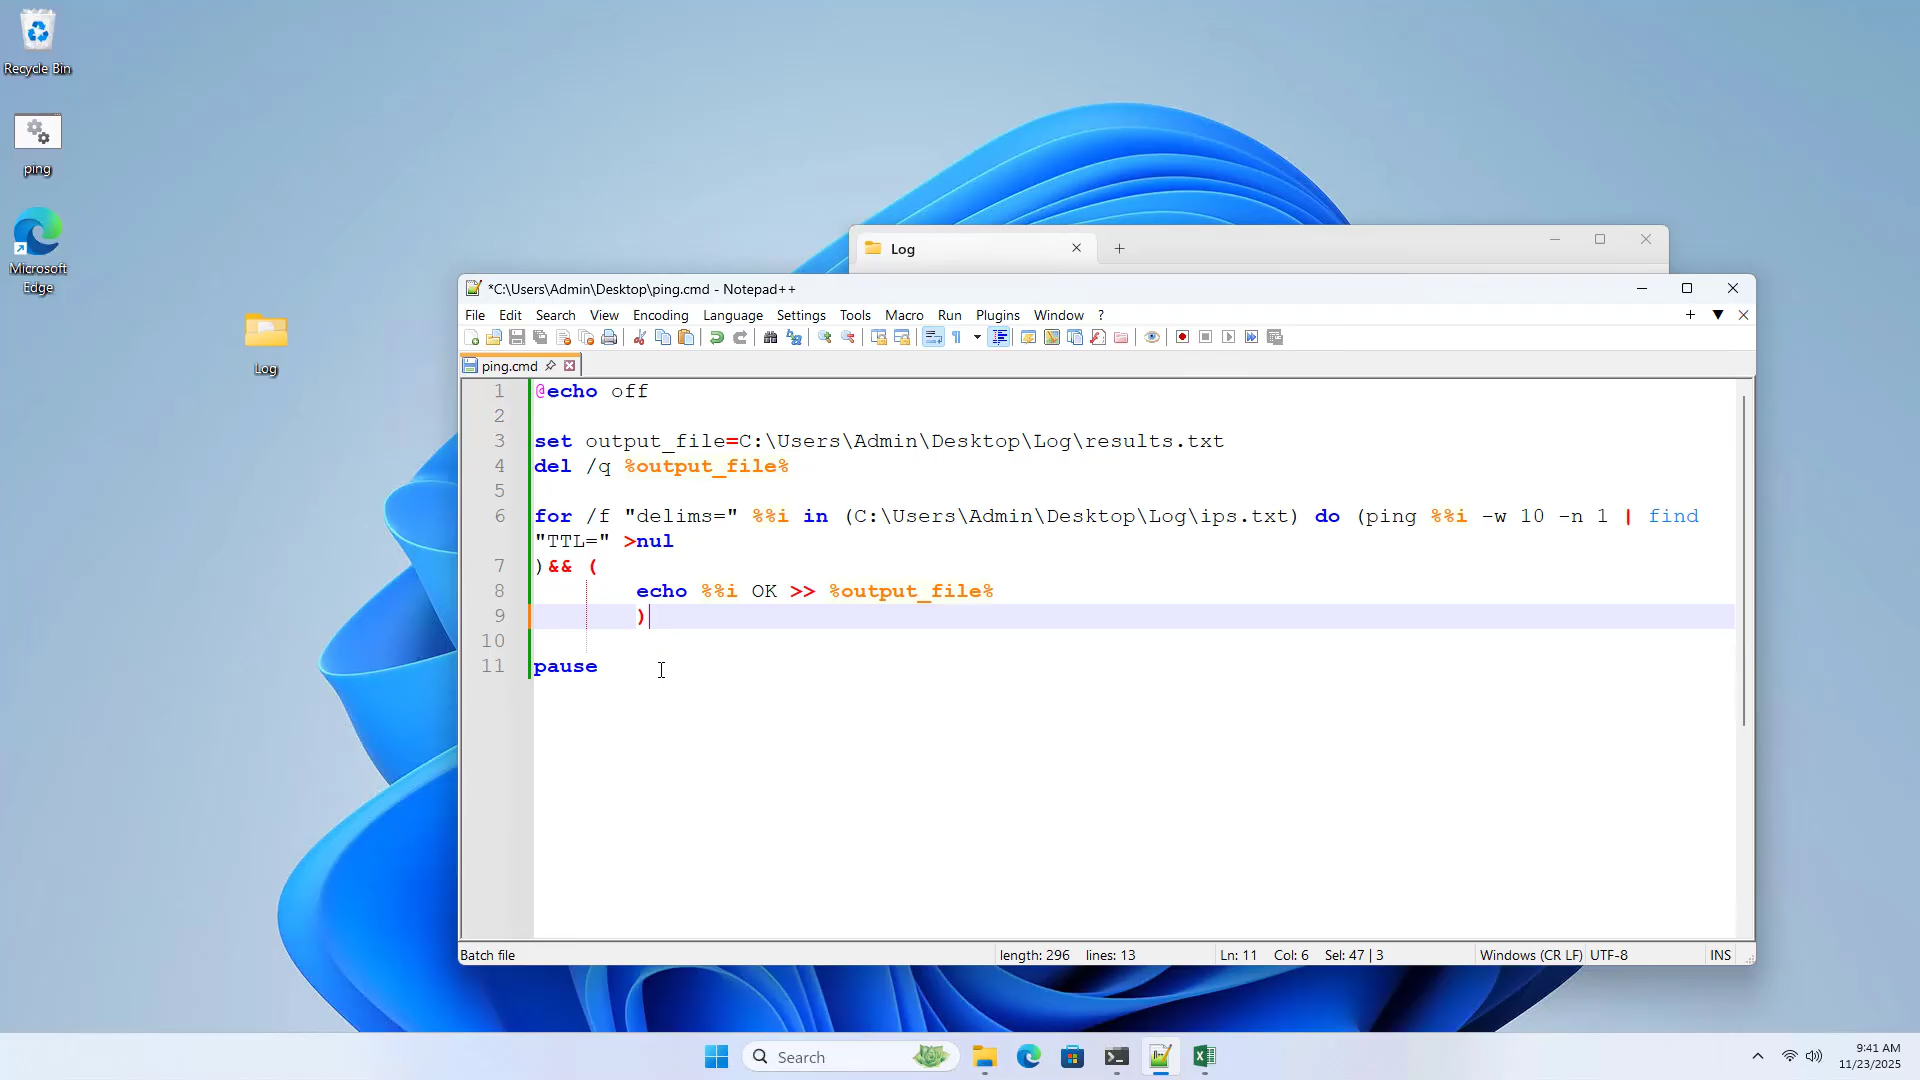 Recycle Bin
ping
Microsoft
Edge
Log
Log
*C:\Users\Admin\Desktop\ping.cmd - Notepad++
File Edit Search View Encoding Language Settings Tools Macro Run Plugins Window ?
ping.cmd
1 @echo off
2
3 set output_file=C:\Users\Admin\Desktop\Log\results.txt
4 del /q %output_file%
5
6 for /f "delims=" %%i in (C:\Users\Admin\Desktop\Log\ips.txt) do (ping %%i -w 10 -n 1 | find
"TTL=" >nul
7 )&& (
8 echo %%i OK >> %output_file%
9 )
10
11 pause
Batch file length: 296 lines: 13 Ln: 11 Col: 6 Sel: 47 | 3 Windows (CR LF) UTF-8 INS
Search
9:41 AM
11/23/2025